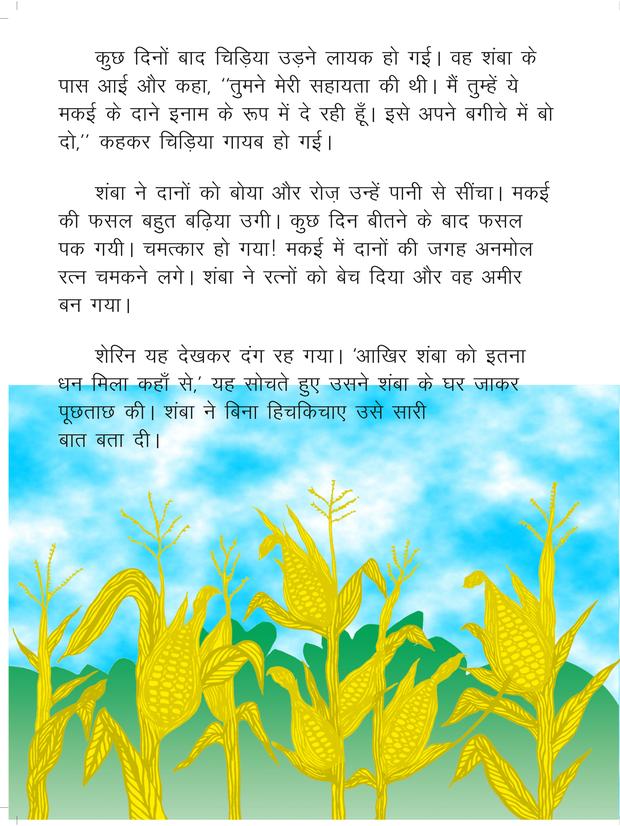 कुछ दिनों बाद चिड़िया उड़ने लायक हो गई। वह शंबा के
पास आई और कहा, ‘‘तुमने मेरी सहायता की थी। मैं तुम्हें ये
मकई के दाने इनाम के रूप में दे रही हूँ। इसे अपने बगीचे में बो
दो,’’ कहकर चिड़िया गायब हो गई।
शंबा ने दानों को बोया और रोज़ उन्हें पानी से सींचा। मकई
की फसल बहुत बढ़िया उगी। कुछ दिन बीतने के बाद फसल
पक गयी। चमत्कार हो गया! मकई में दानों की जगह अनमोल
रत्न चमकने लगे। शंबा ने रत्नों को बेच दिया और वह अमीर
बन गया।
शेरिन यह देखकर दंग रह गया। ‘आखिर शंबा को इतना
धन मिला कहाँ से,’ यह सोचते हुए उसने शंबा के घर जाकर
पूछताछ की। शंबा ने बिना हिचकिचाए उसे सारी
बात बता दी।